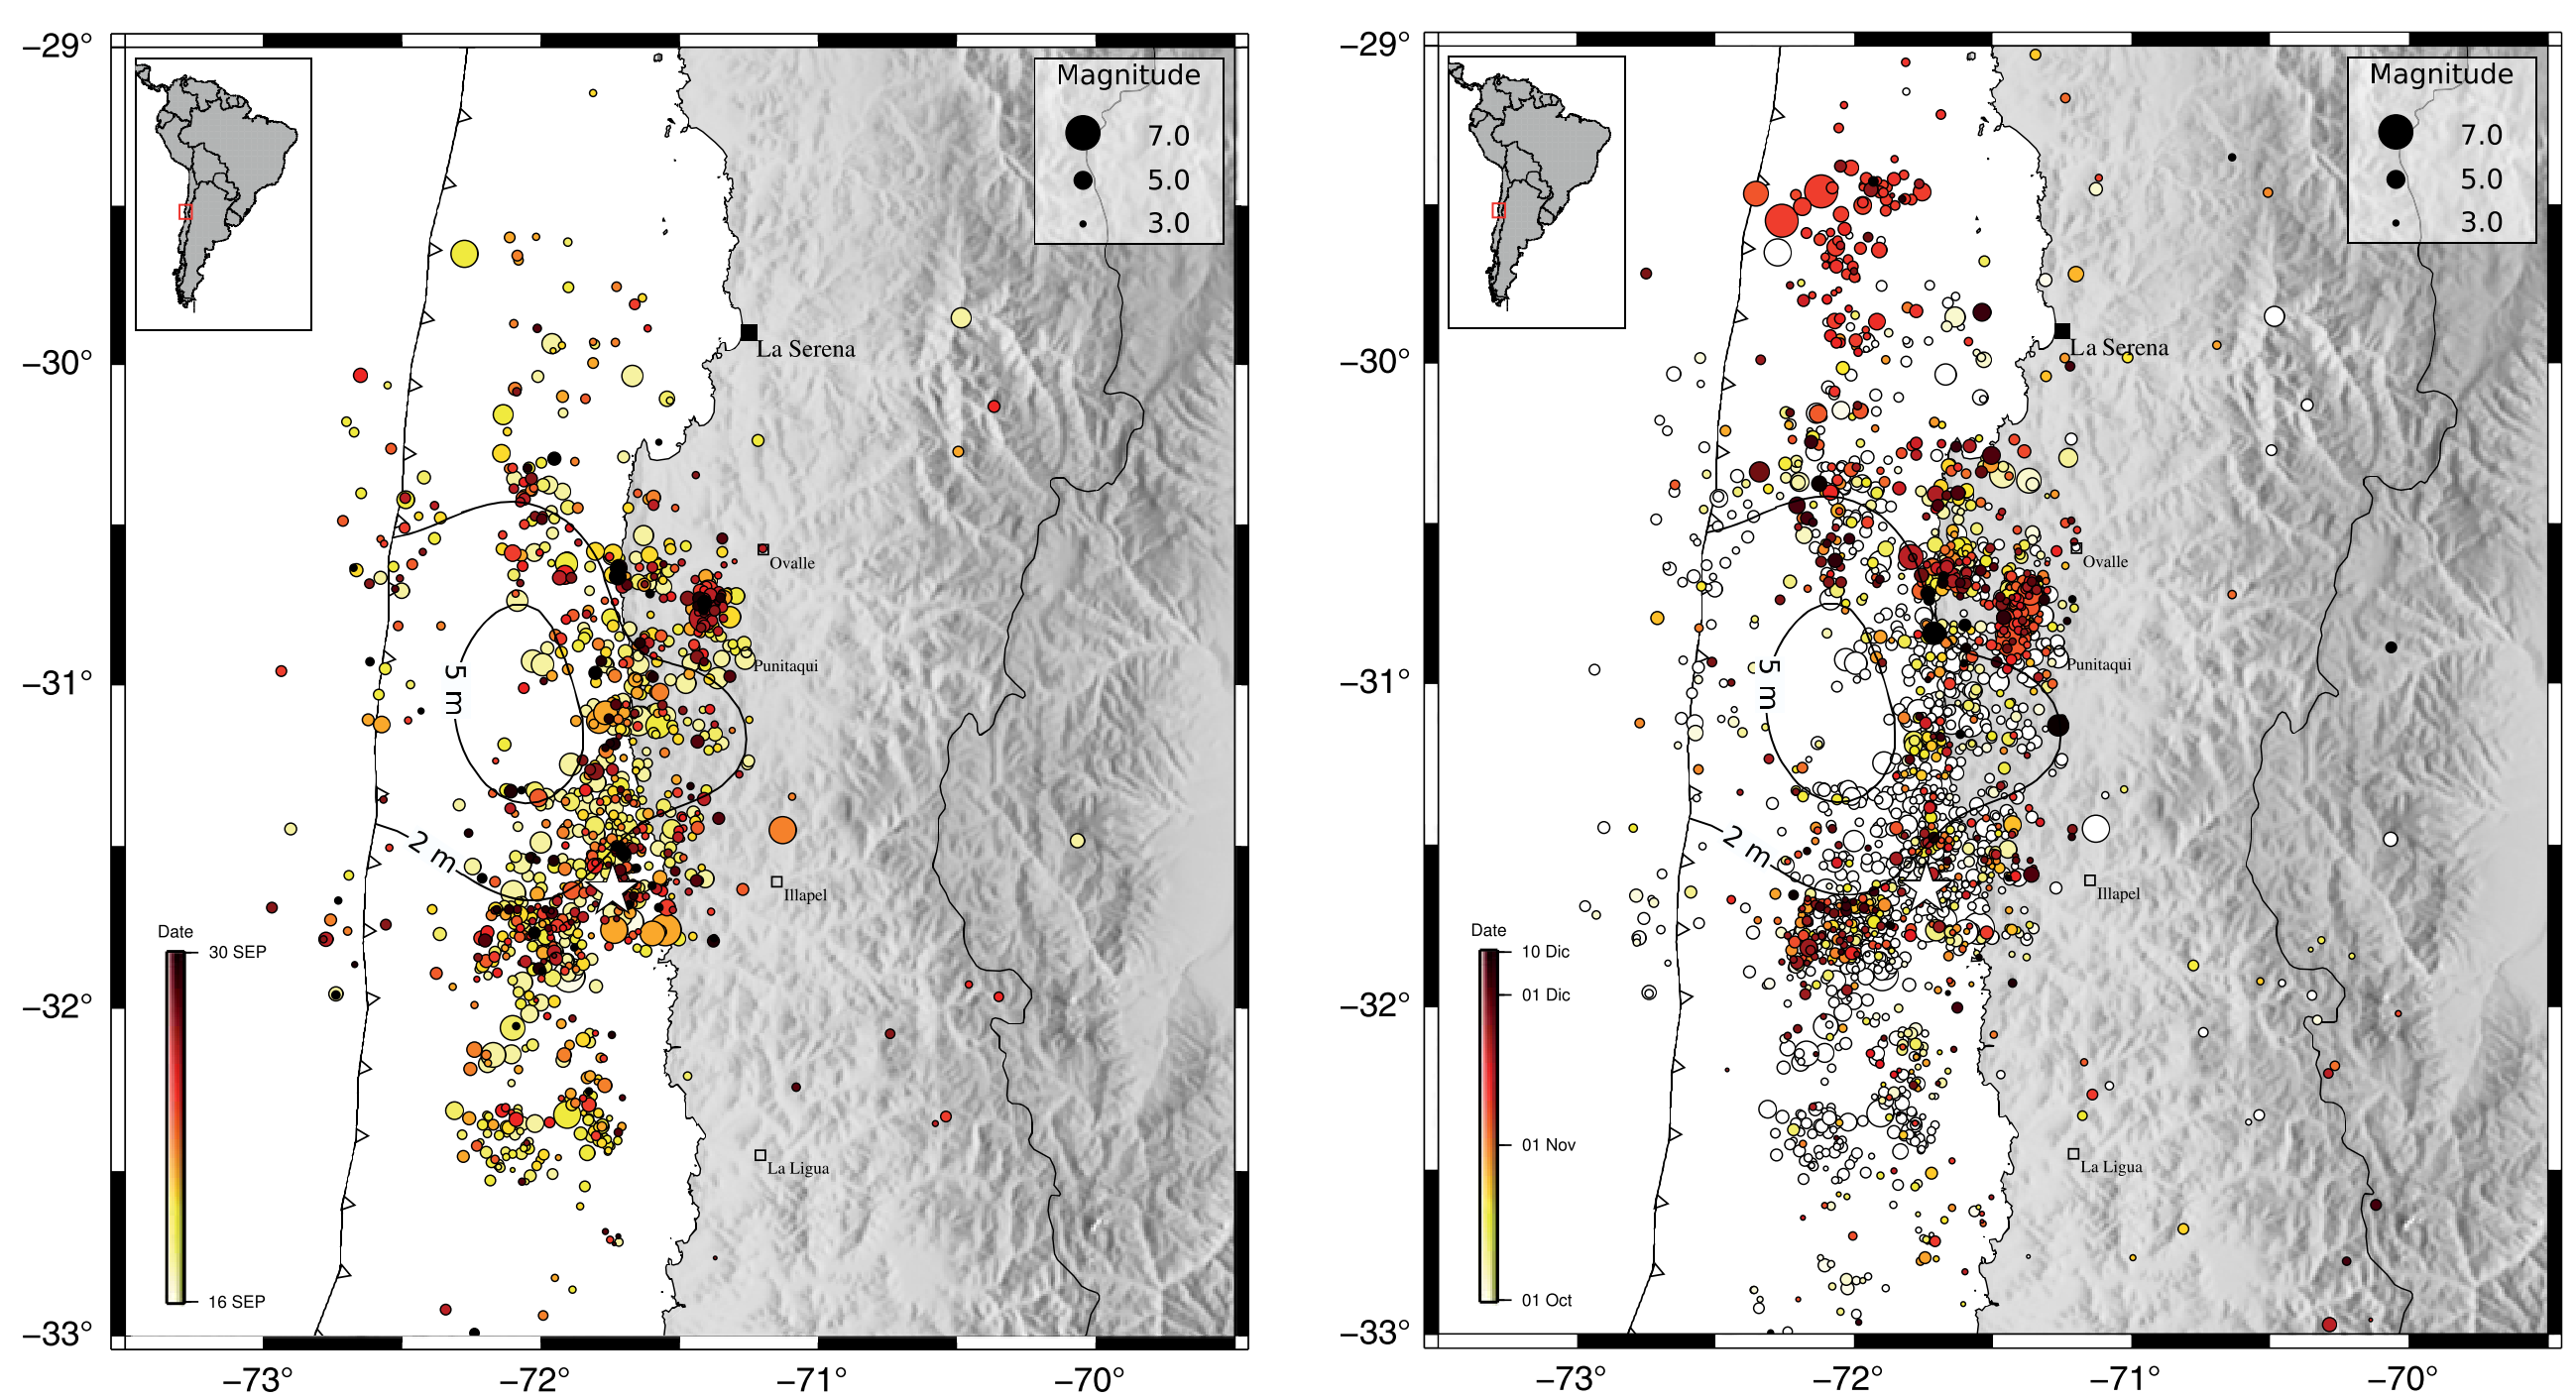 −29°
−30°
−31°
−32°
−33°
−73°
−72°
−71°
−70°
Magnitude
7.0
5.0
3.0
La Serena
Ovalle
Punitaqui
Illapel
La Ligua
5 m
2 m
Date
30 SEP
16 SEP
−29°
−30°
−31°
−32°
−33°
−73°
−72°
−71°
−70°
Magnitude
7.0
5.0
3.0
La Serena
Ovalle
Punitaqui
Illapel
La Ligua
5 m
2 m
Date
10 Dic
01 Dic
01 Nov
01 Oct